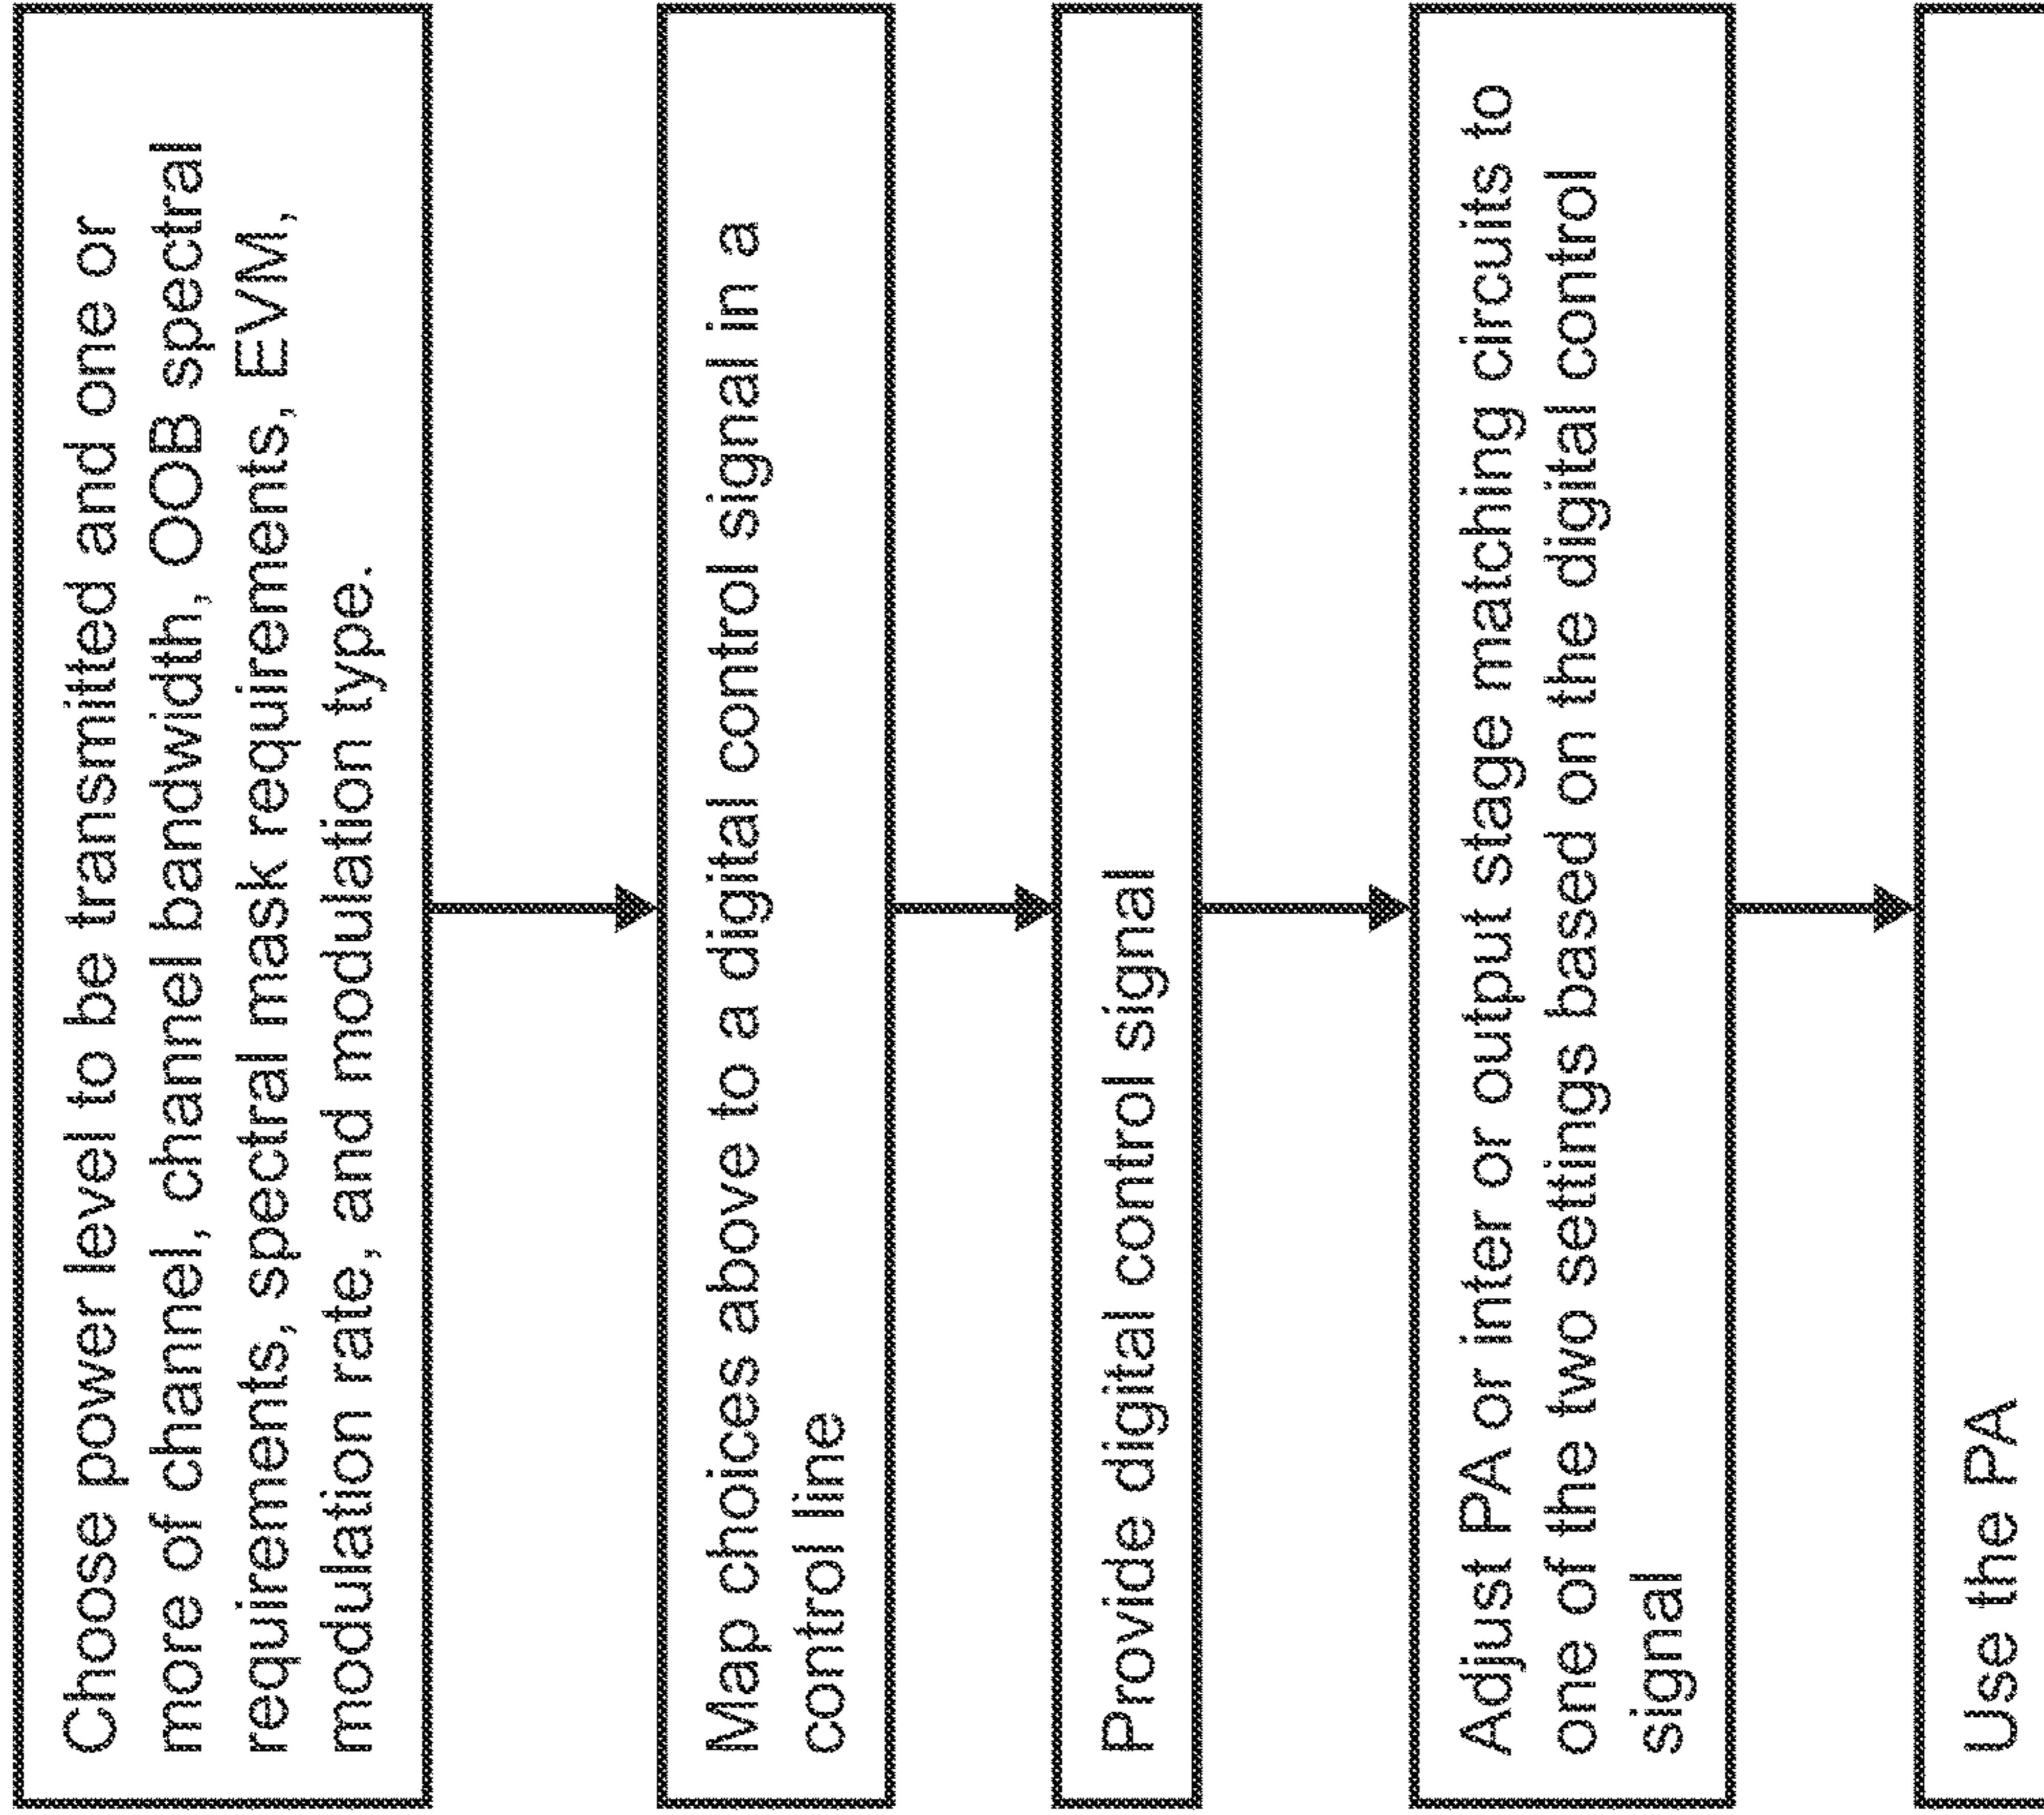 Choose power level to be transmitted and one or
more of channel, channel bandwidth, OOB spectral
requirements, spectral mask requirements, EVM,
modulation rate, and modulation type.
Map choices above to a digital control signal in a
control line
Provide digital control signal
Adjust PA or inter or output stage matching circuits to
one of the two settings based on the digital control
signal
Use the PA